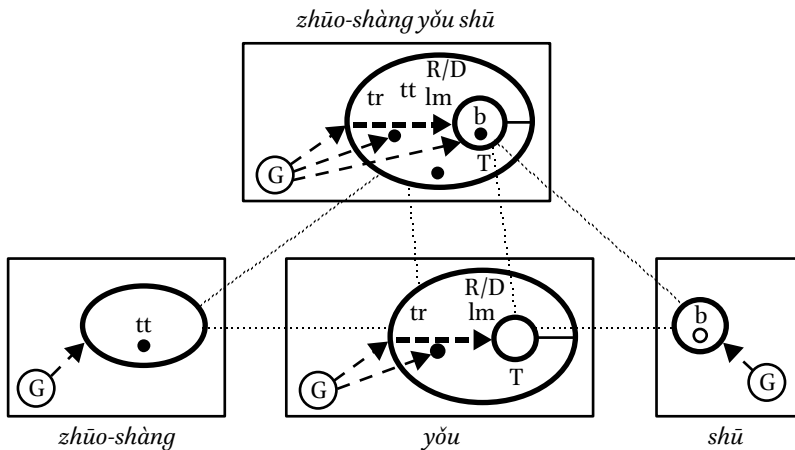 zhūo-shàng yǒu shū
R/D
tr tt lm
b
T
G
tt
G
zhūo-shàng
R/D
tr lm
T
G
yǒu
b
G
shū